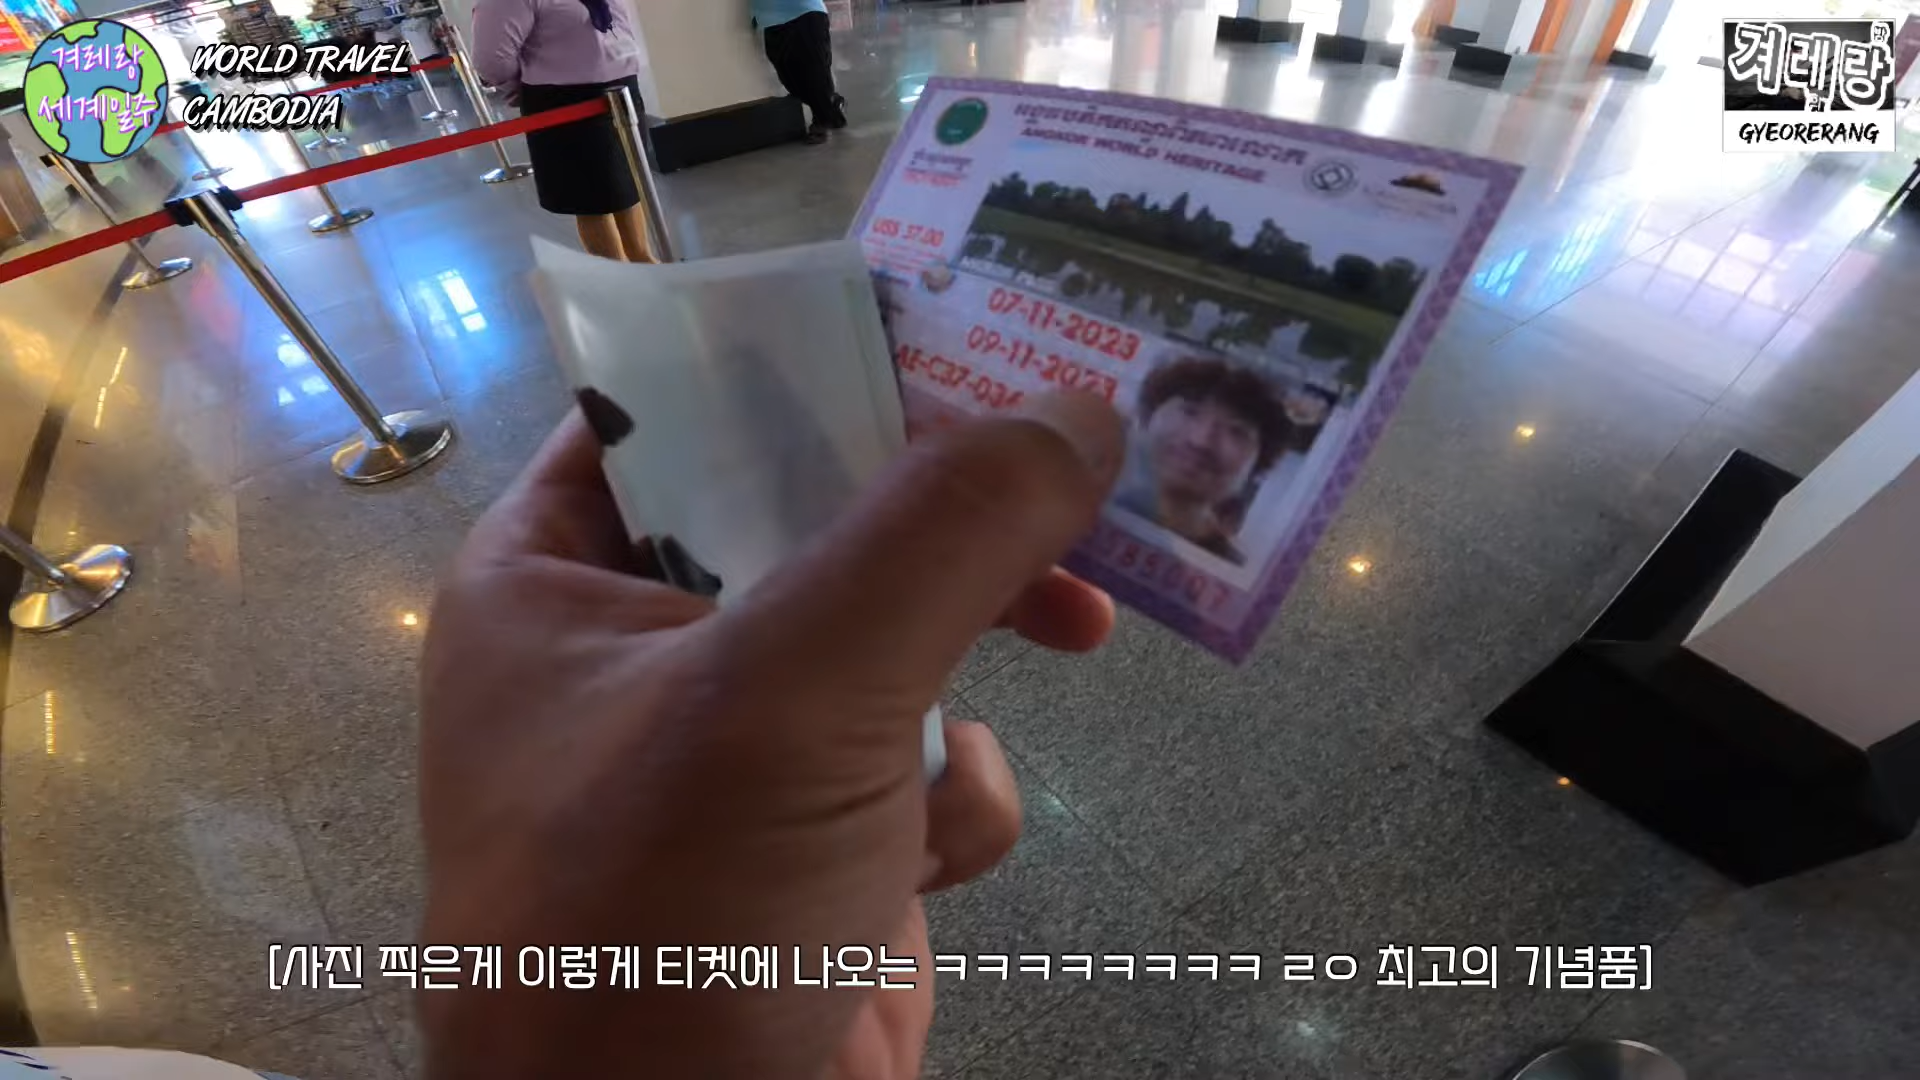 겨레랑
세계일주
WORLD TRAVEL
CAMBODIA
겨레랑
GYEORERANG
ANGKOR WORLD HERITAGE
US$ 37.00
07-11-2023
09-11-2023
[사진 찍은게 이렇게 티켓에 나오는 ㅋㅋㅋㅋㅋㅋㅋㅋ ㄹㅇ 최고의 기념품]